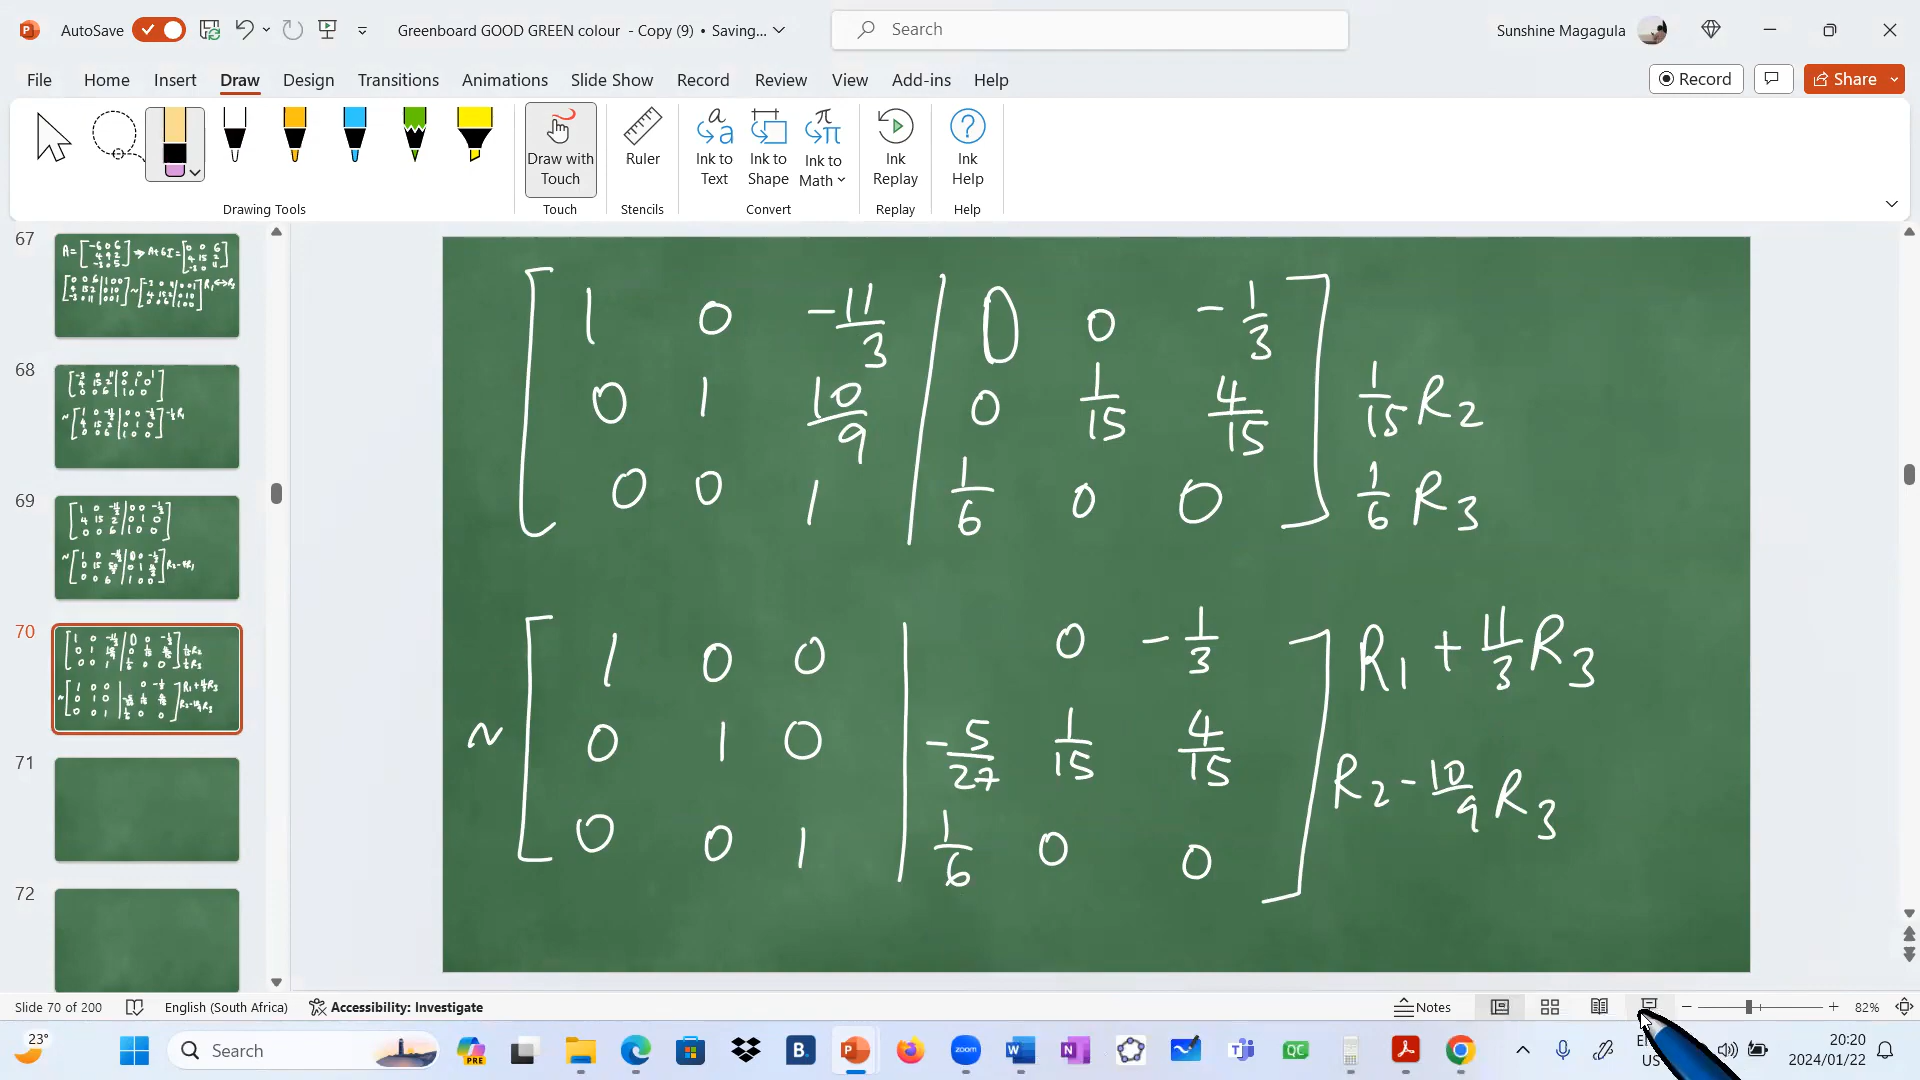 AutoSave
Greenboard GOOD GREEN colour - Copy (9) • Saving...
Search
Sunshine Magagula
File Home Insert Draw Design Transitions Animations Slide Show Record Review View Add-ins Help
Record
Share
Draw with Touch
Ruler
Ink to Text
Ink to Shape
Ink to Math
Ink Replay
Ink Help
Drawing Tools
Touch
Stencils
Convert
Replay
Help
67
68
69
70
71
72
[ 1 0 -11/3 | 0 0 -1/3 ]
[ 0 1 10/9 | 0 1/15 4/15 ] 1/15 R2
[ 0 0 1 | 1/6 0 0 ] 1/6 R3
~ [ 1 0 0 | 0 -1/3 ] R1 + 11/3 R3
[ 0 1 0 | -5/27 1/15 4/15 ] R2 - 10/9 R3
[ 0 0 1 | 1/6 0 0 ]
Slide 70 of 200
English (South Africa)
Accessibility: Investigate
Notes
82%
23°
Search
PRE
zoom
QC
US
20:20
2024/01/22